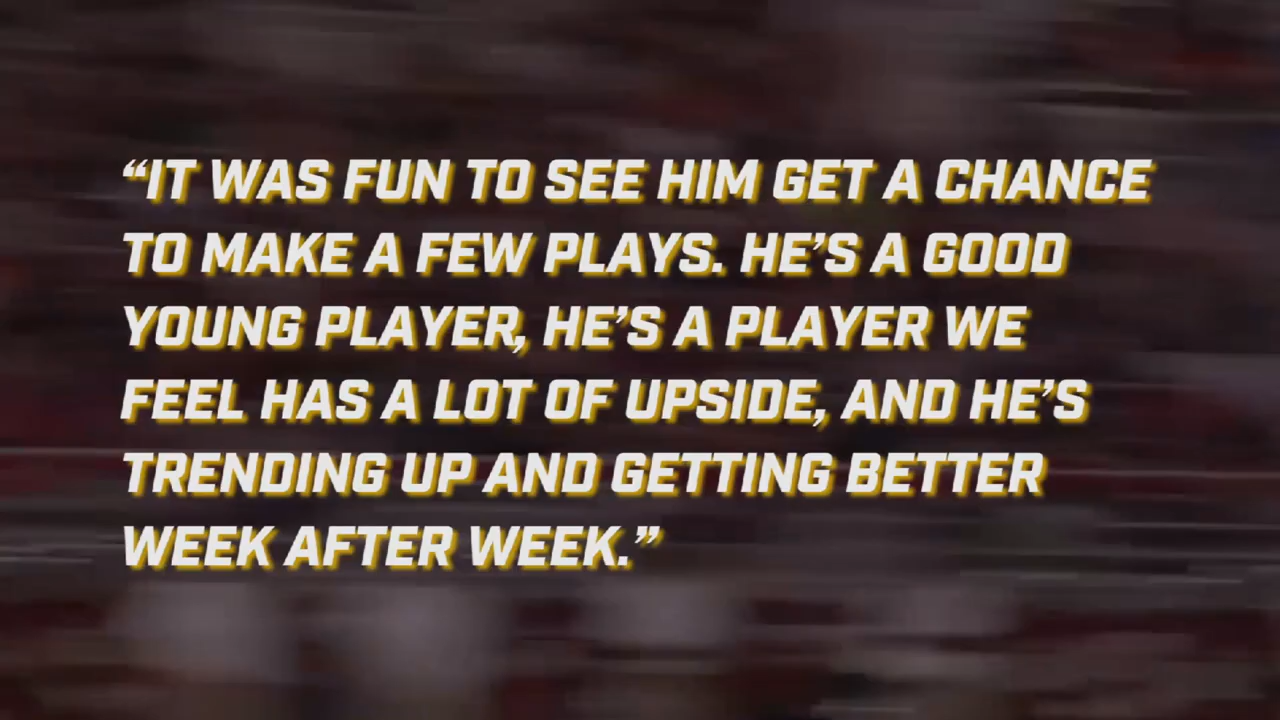 “IT WAS FUN TO SEE HIM GET A CHANCE
TO MAKE A FEW PLAYS. HE’S A GOOD
YOUNG PLAYER, HE’S A PLAYER WE
FEEL HAS A LOT OF UPSIDE, AND HE’S
TRENDING UP AND GETTING BETTER
WEEK AFTER WEEK.”